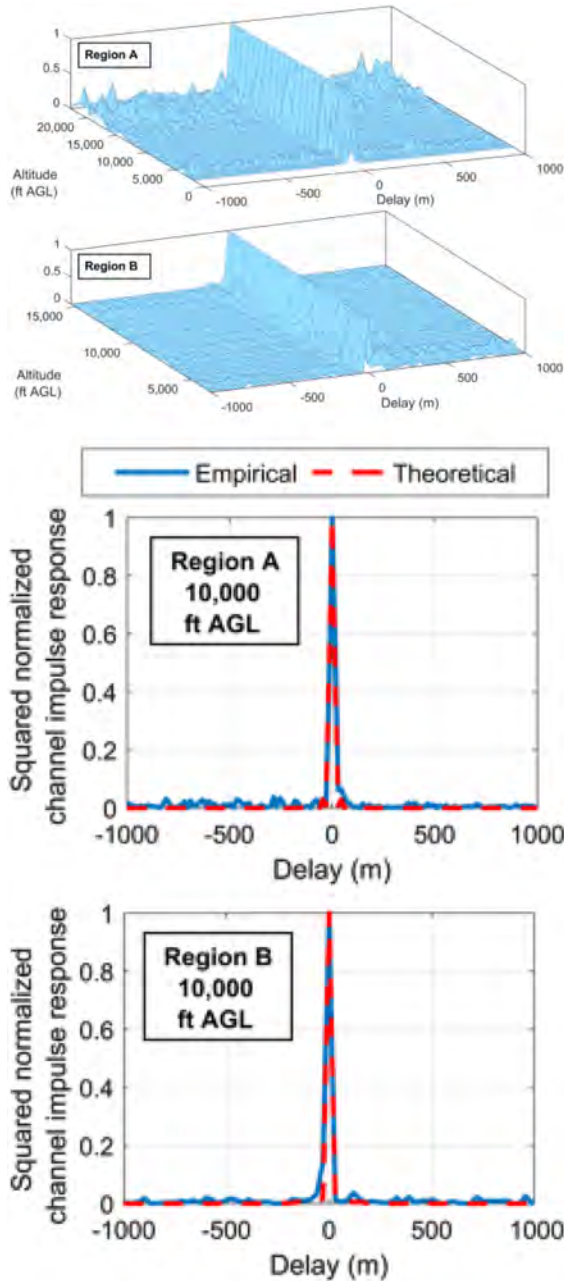 1
Region A
0.5
0
20,000
15,000
10,000
5,000
0
Altitude
(ft AGL)
-1000
-500
0
500
1000
Delay (m)
1
Region B
0.5
0
15,000
10,000
5,000
Altitude
(ft AGL)
-1000
-500
0
500
1000
Delay (m)
Empirical Theoretical
Squared normalized
channel impulse response
1
0.8
0.6
0.4
0.2
0
Region A
10,000
ft AGL
-1000 -500 0 500 1000
Delay (m)
Squared normalized
channel impulse response
1
0.8
0.6
0.4
0.2
0
Region B
10,000
ft AGL
-1000 -500 0 500 1000
Delay (m)